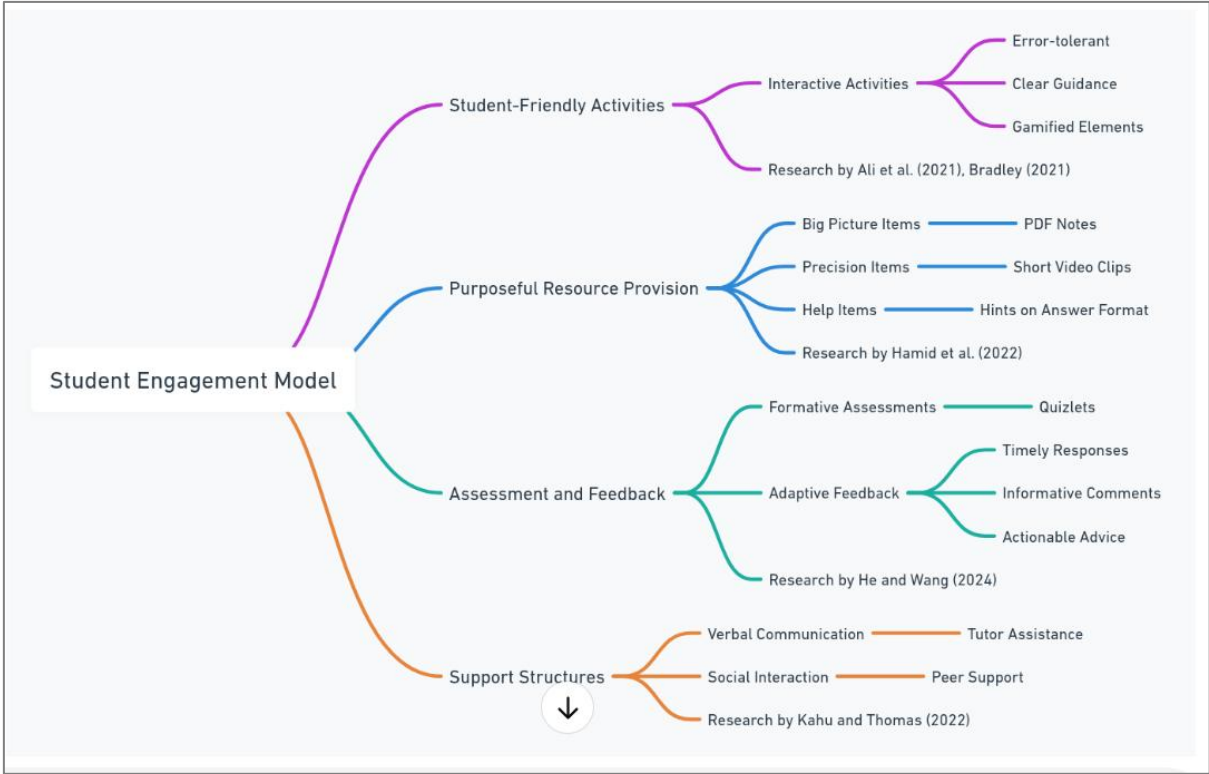 Student Engagement Model
Student-Friendly Activities
Interactive Activities
Error-tolerant
Clear Guidance
Gamified Elements
Research by Ali et al. (2021), Bradley (2021)
Purposeful Resource Provision
Big Picture Items
PDF Notes
Precision Items
Short Video Clips
Help Items
Hints on Answer Format
Research by Hamid et al. (2022)
Assessment and Feedback
Formative Assessments
Quizlets
Adaptive Feedback
Timely Responses
Informative Comments
Actionable Advice
Research by He and Wang (2024)
Support Structures
Verbal Communication
Tutor Assistance
Social Interaction
Peer Support
Research by Kahu and Thomas (2022)